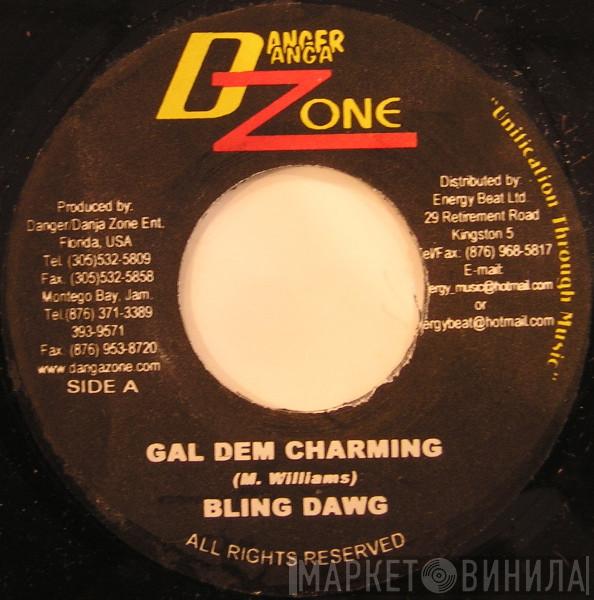 DANGER
DANGA
ZONE
"Unification Through Music"
Produced by:
Danger/Danja Zone Ent.
Florida, USA
Tel. (305)532-5809
Fax. (305)532-5858
Montego Bay, Jam.
Tel.(876) 371-3389
393-9571
Fax. (876) 953-8720
www.dangazone.com
SIDE A
Distributed by:
Energy Beat Ltd.
29 Retirement Road
Kingston 5
el/Fax: (876) 968-5817
E-mail:
ergy_music@hotmail.com
or
ergybeat@hotmail.com
GAL DEM CHARMING
(M. Williams)
BLING DAWG
ALL RIGHTS RESERVED
МАРКЕТ ВИНИЛА